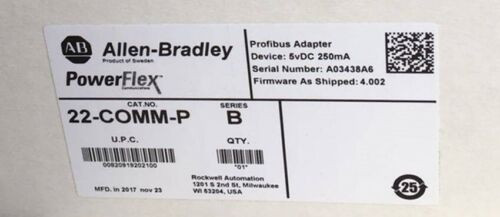 AB Allen-Bradley
Product of Sweden
PowerFlex
Communications
Profibus Adapter
Device: 5vDC 250mA
Serial Number: A03438A6
Firmware As Shipped: 4.002
CAT.NO. SERIES
22-COMM-P B
U.P.C. QTY.
00820919202100 "01"
MFD. in 2017 nov 23
Rockwell Automation
1201 S 2nd St, Milwaukee
WI 53204, USA
25